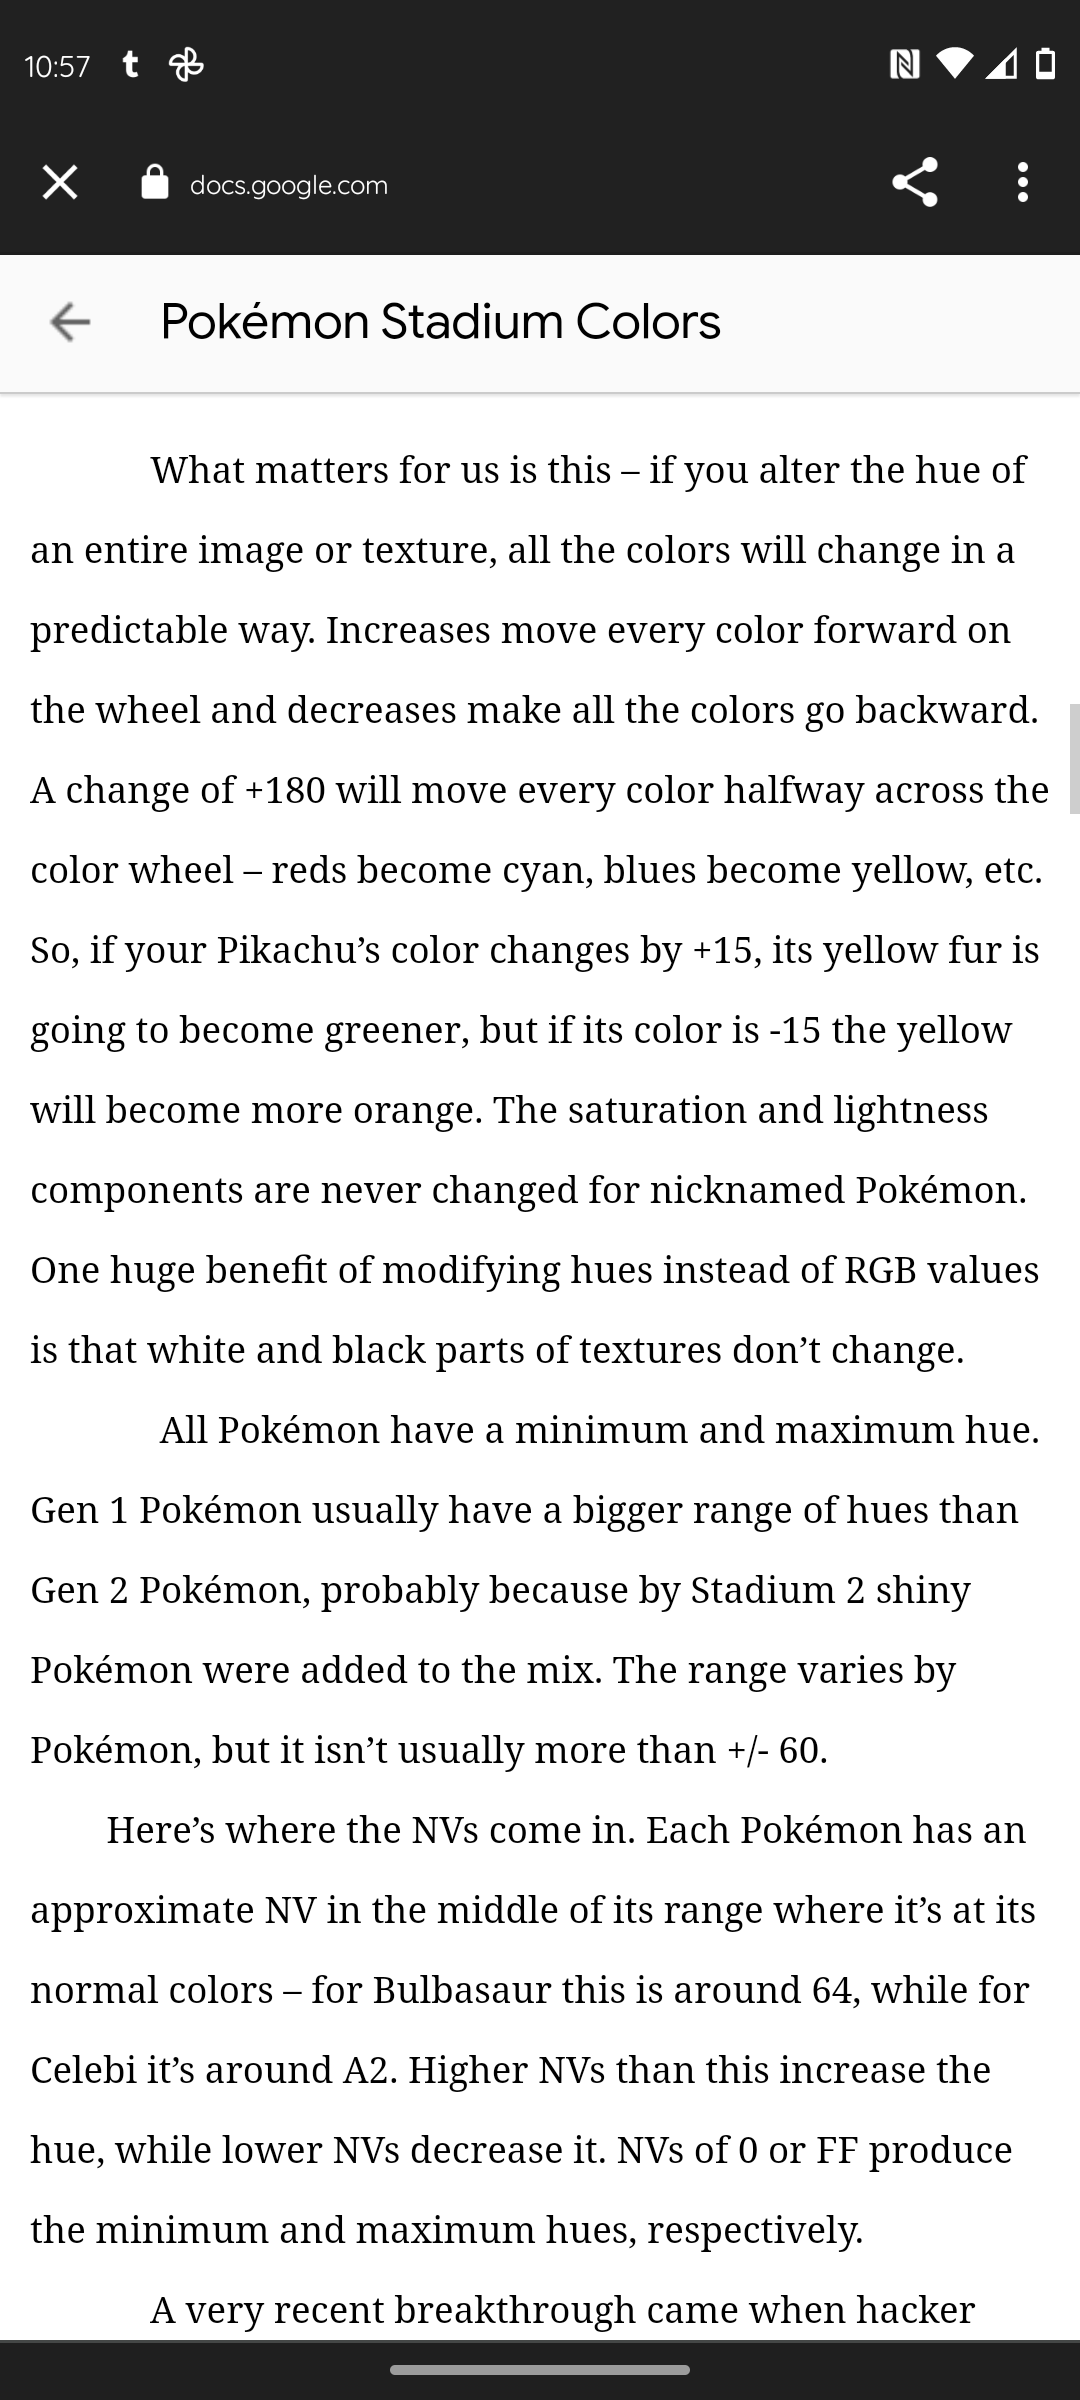 10:57
docs.google.com
Pokémon Stadium Colors
What matters for us is this – if you alter the hue of
an entire image or texture, all the colors will change in a
predictable way. Increases move every color forward on
the wheel and decreases make all the colors go backward.
A change of +180 will move every color halfway across the
color wheel – reds become cyan, blues become yellow, etc.
So, if your Pikachu’s color changes by +15, its yellow fur is
going to become greener, but if its color is -15 the yellow
will become more orange. The saturation and lightness
components are never changed for nicknamed Pokémon.
One huge benefit of modifying hues instead of RGB values
is that white and black parts of textures don’t change.
All Pokémon have a minimum and maximum hue.
Gen 1 Pokémon usually have a bigger range of hues than
Gen 2 Pokémon, probably because by Stadium 2 shiny
Pokémon were added to the mix. The range varies by
Pokémon, but it isn’t usually more than +/- 60.
Here’s where the NVs come in. Each Pokémon has an
approximate NV in the middle of its range where it’s at its
normal colors – for Bulbasaur this is around 64, while for
Celebi it’s around A2. Higher NVs than this increase the
hue, while lower NVs decrease it. NVs of 0 or FF produce
the minimum and maximum hues, respectively.
A very recent breakthrough came when hacker